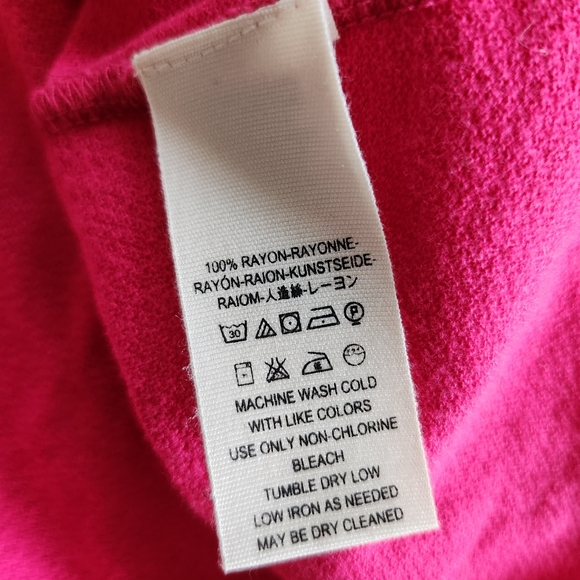 100% RAYON-RAYONNE-
RAYÓN-RAION-KUNSTSEIDE-
RAIOM-人造絲-レーヨン
30 P
MACHINE WASH COLD
WITH LIKE COLORS
USE ONLY NON-CHLORINE
BLEACH
TUMBLE DRY LOW
LOW IRON AS NEEDED
MAY BE DRY CLEANED